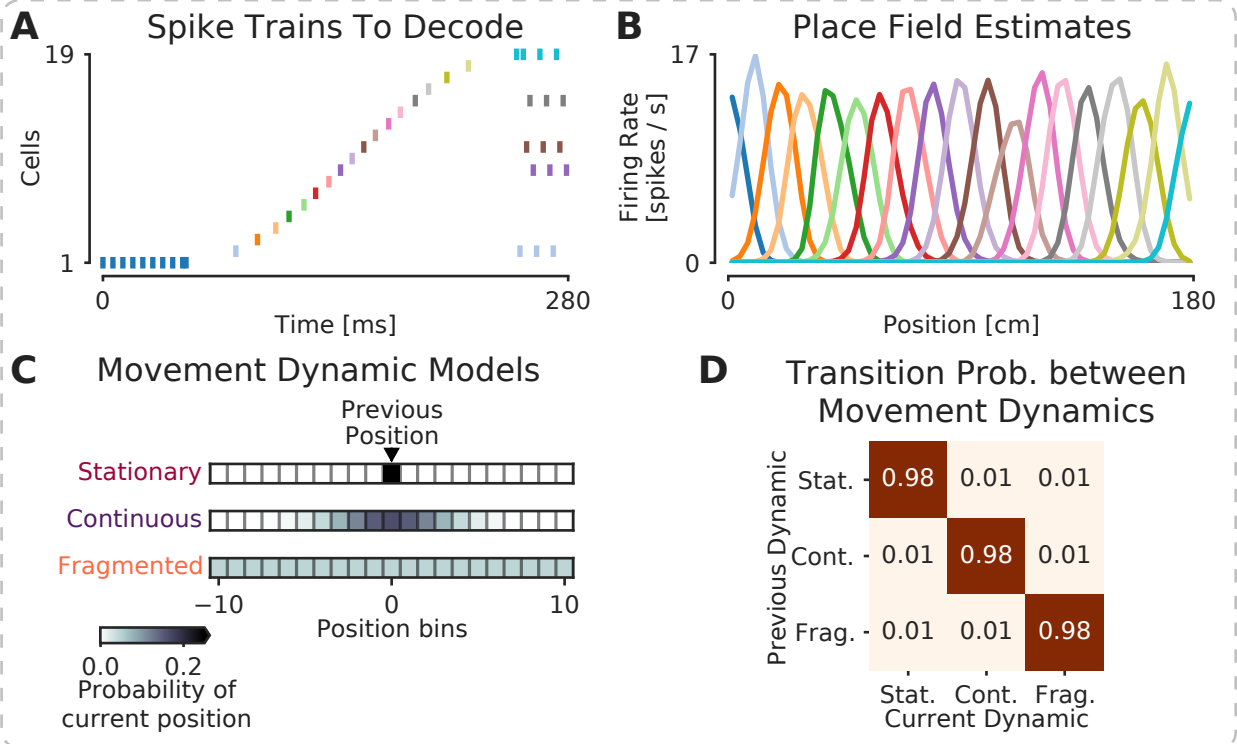 A
Spike Trains To Decode
19
Cells
1
0
280
Time [ms]
B
Place Field Estimates
17
Firing Rate
[spikes / s]
0
0
180
Position [cm]
C
Movement Dynamic Models
Previous
Position
Stationary
Continuous
Fragmented
−10
0
10
Position bins
0.0
0.2
Probability of
current position
D
Transition Prob. between
Movement Dynamics
Previous Dynamic
Stat.
0.98
0.01
0.01
Cont.
0.01
0.98
0.01
Frag.
0.01
0.01
0.98
Stat.
Cont.
Frag.
Current Dynamic